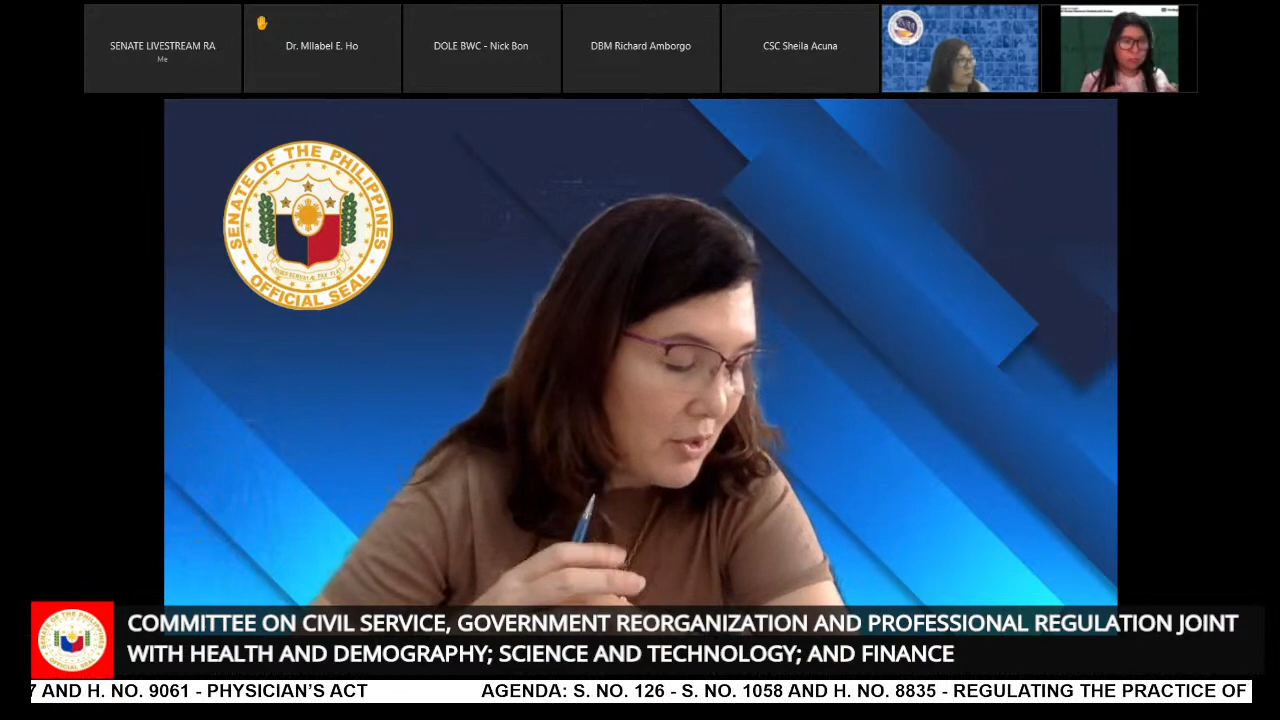 SENATE LIVESTREAM RA
Me
Dr. MIlabel E. Ho
DOLE BWC - Nick Bon
DBM Richard Amborgo
CSC Sheila Acuna
SENATE OF THE PHILIPPINES
OFFICIAL SEAL
COMMITTEE ON CIVIL SERVICE, GOVERNMENT REORGANIZATION AND PROFESSIONAL REGULATION JOINT
WITH HEALTH AND DEMOGRAPHY; SCIENCE AND TECHNOLOGY; AND FINANCE
7 AND H. NO. 9061 - PHYSICIAN'S ACT AGENDA: S. NO. 126 - S. NO. 1058 AND H. NO. 8835 - REGULATING THE PRACTICE OF